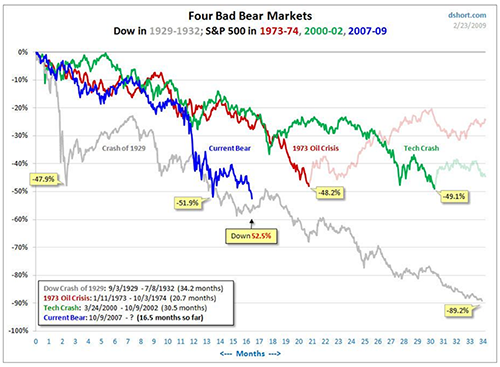 Four Bad Bear Markets
dshort.com
Dow in 1929-1932; S&P 500 in 1973-74, 2000-02, 2007-09
2/23/2009
0%
-10%
-20%
-30%
-40%
-50%
-60%
-70%
-80%
-90%
-100%
Crash of 1929
Current Bear
1973 Oil Crisis
Tech Crash
-47.9%
-51.9%
-48.2%
-49.1%
Down 52.5%
-89.2%
Dow Crash of 1929: 9/3/1929 -7/8/1932 (34.2 months)
1973 Oil Crisis: 1/11/1973 - 10/3/1974 (20.7 months)
Tech Crash: 3/24/2000 - 10/9/2002 (30.5 months)
Current Bear: 10/9/2007 - ? (16.5 months so far)
0 1 2 3 4 5 6 7 8 9 10 11 12 13 14 15 16 17 18 19 20 21 22 23 24 25 26 27 28 29 30 31 32 33 34
<--- Months --->